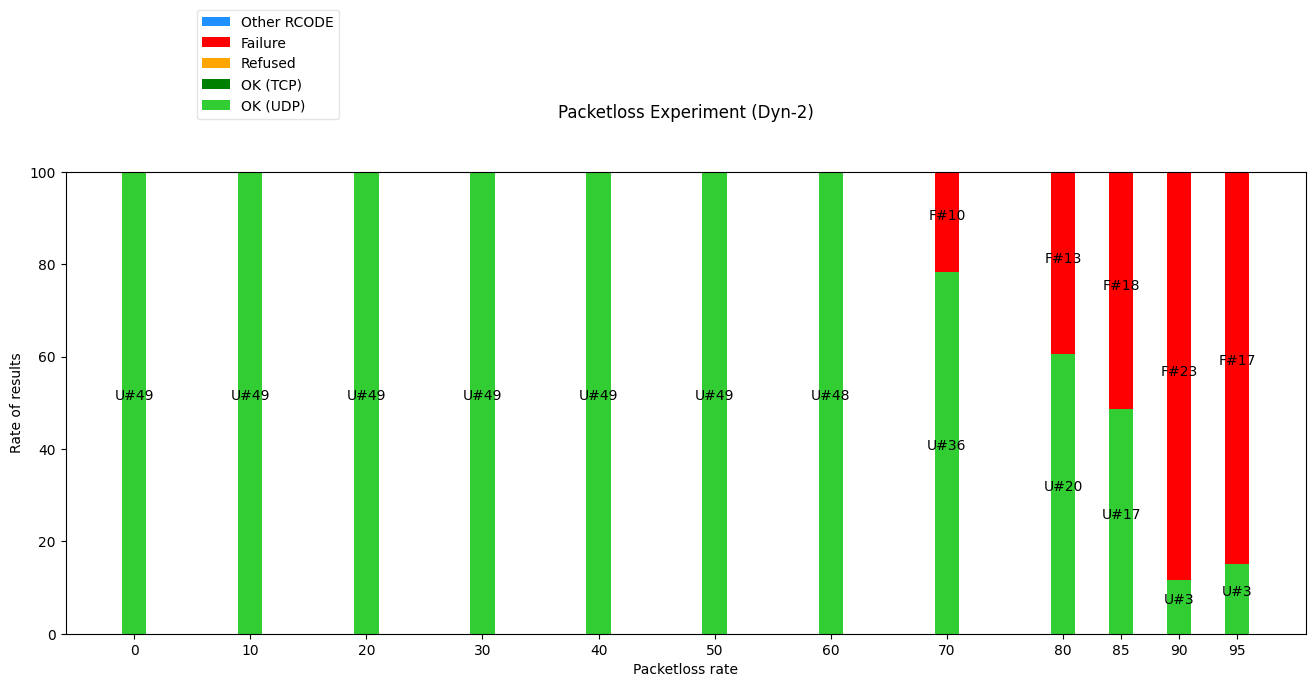 Other RCODE
Failure
Refused
OK (TCP)
OK (UDP)
Packetloss Experiment (Dyn-2)
100
80
60
40
20
0
Rate of results
U#49
U#49
U#49
U#49
U#49
U#49
U#48
F#10
U#36
F#13
U#20
F#18
U#17
F#23
U#3
F#17
U#3
0 10 20 30 40 50 60 70 80 85 90 95
Packetloss rate